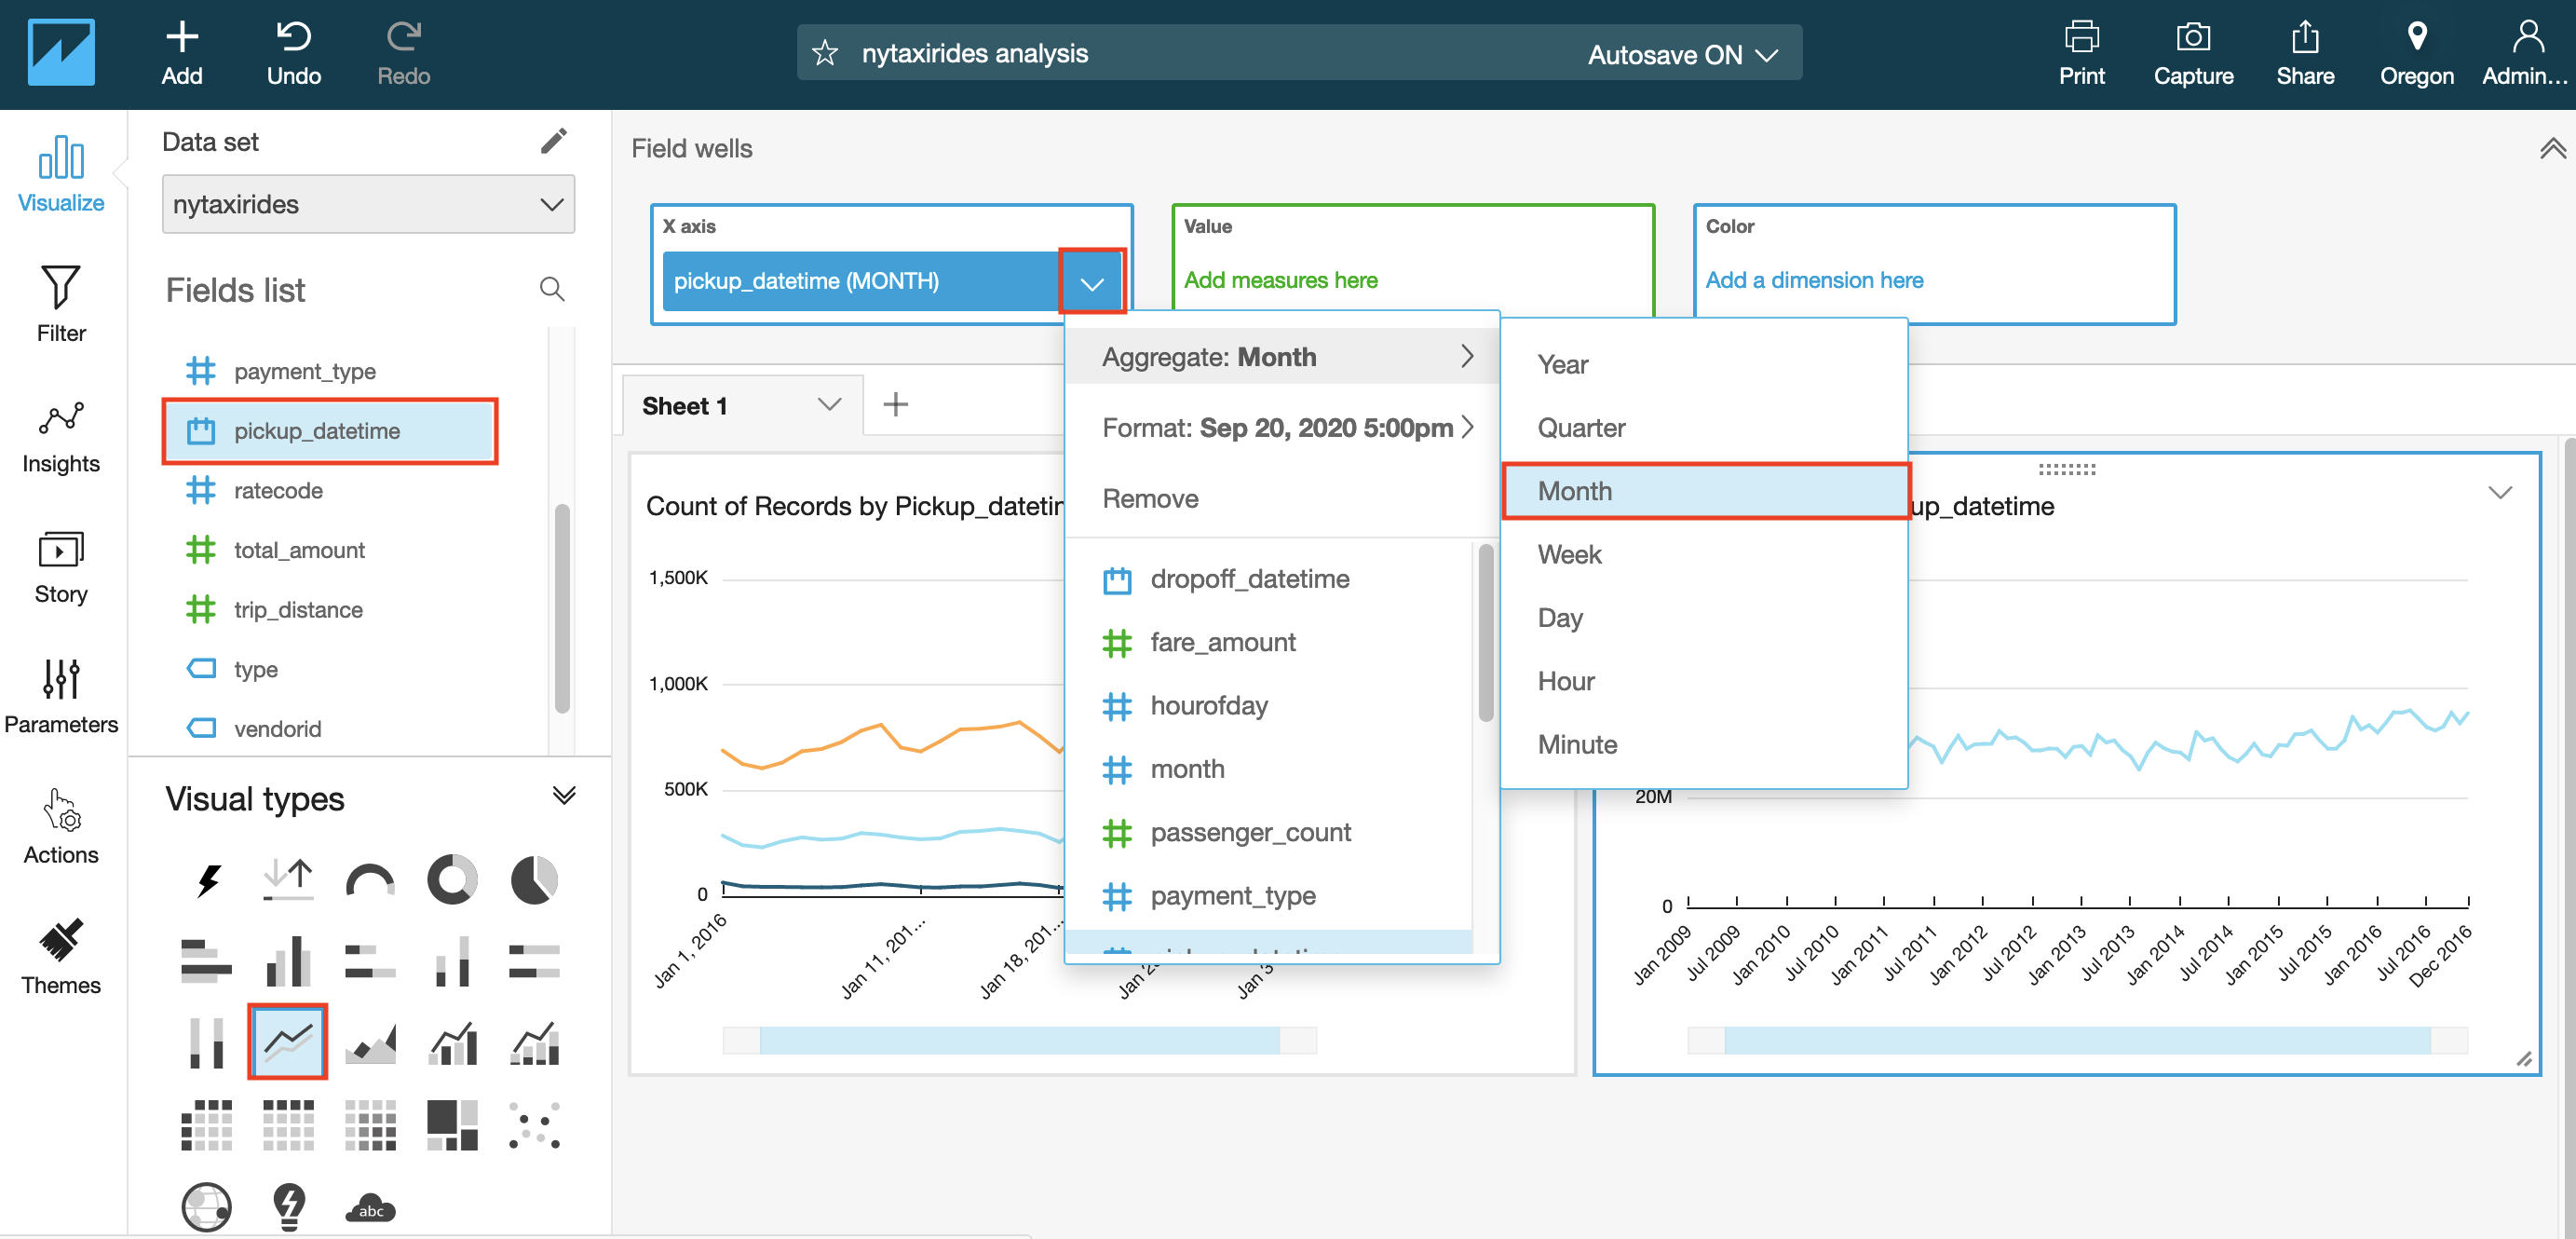 Add
Undo
Redo
nytaxirides analysis
Autosave ON
Print
Capture
Share
Oregon
Admin...
Visualize
Filter
Insights
Story
Parameters
Actions
Themes
Data set
nytaxirides
Fields list
payment_type
pickup_datetime
ratecode
total_amount
trip_distance
type
vendorid
Visual types
abc
Field wells
X axis
pickup_datetime (MONTH)
Value
Add measures here
Color
Add a dimension here
Sheet 1
Aggregate: Month
Format: Sep 20, 2020 5:00pm
Remove
dropoff_datetime
fare_amount
hourofday
month
passenger_count
payment_type
Year
Quarter
Month
Week
Day
Hour
Minute
Count of Records by Pickup_datetim
1,500K
1,000K
500K
0
Jan 1, 2016
Jan 11, 201...
Jan 18, 201...
Jan 2
Jan 3
up_datetime
20M
0
Jan 2009
Jul 2009
Jan 2010
Jul 2010
Jan 2011
Jul 2011
Jan 2012
Jul 2012
Jan 2013
Jul 2013
Jan 2014
Jul 2014
Jan 2015
Jul 2015
Jan 2016
Jul 2016
Dec 2016